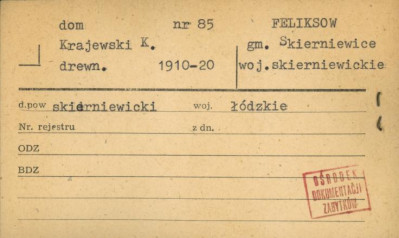 dom nr 85 FELIKSOW
Krajewski K. gm. Skierniewice
drewn. 1910-20 woj.skierniewickie
d.pow skierniewicki woj. łódzkie
Nr. rejestru z dn.
ODZ
BDZ
OŚRODEK
DOKUMENTACJI
ZABYTKÓW